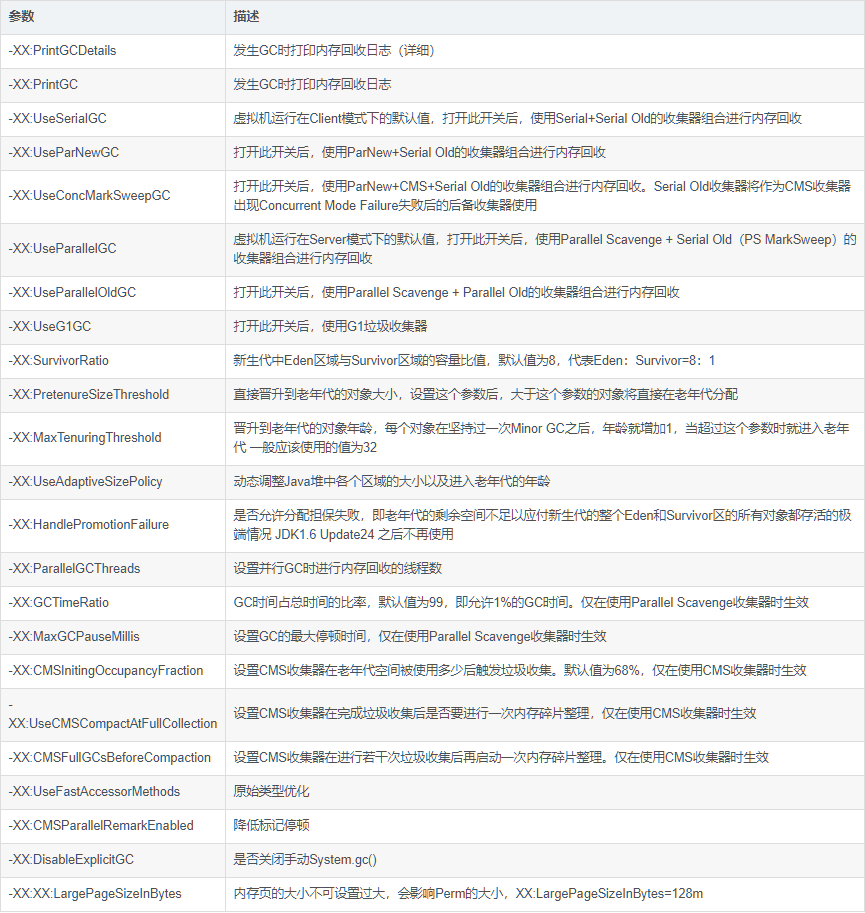 参数 描述
-XX:PrintGCDetails 发生GC时打印内存回收日志（详细）
-XX:PrintGC 发生GC时打印内存回收日志
-XX:UseSerialGC 虚拟机运行在Client模式下的默认值，打开此开关后，使用Serial+Serial Old的收集器组合进行内存回收
-XX:UseParNewGC 打开此开关后，使用ParNew+Serial Old的收集器组合进行内存回收
-XX:UseConcMarkSweepGC 打开此开关后，使用ParNew+CMS+Serial Old的收集器组合进行内存回收。Serial Old收集器将作为CMS收集器
出现Concurrent Mode Failure失败后的后备收集器使用
-XX:UseParallelGC 虚拟机运行在Server模式下的默认值，打开此开关后，使用Parallel Scavenge + Serial Old（PS MarkSweep）的
收集器组合进行内存回收
-XX:UseParallelOldGC 打开此开关后，使用Parallel Scavenge + Parallel Old的收集器组合进行内存回收
-XX:UseG1GC 打开此开关后，使用G1垃圾收集器
-XX:SurvivorRatio 新生代中Eden区域与Survivor区域的容量比值，默认值为8，代表Eden：Survivor=8：1
-XX:PretenureSizeThreshold 直接晋升到老年代的对象大小，设置这个参数后，大于这个参数的对象将直接在老年代分配
-XX:MaxTenuringThreshold 晋升到老年代的对象年龄，每个对象在坚持过一次Minor GC之后，年龄就增加1，当超过这个参数时就进入老年
代 一般应该使用的值为32
-XX:UseAdaptiveSizePolicy 动态调整Java堆中各个区域的大小以及进入老年代的年龄
-XX:HandlePromotionFailure 是否允许分配担保失败，即老年代的剩余空间不足以应付新生代的整个Eden和Survivor区的所有对象都存活的极
端情况 JDK1.6 Update24 之后不再使用
-XX:ParallelGCThreads 设置并行GC时进行内存回收的线程数
-XX:GCTimeRatio GC时间占总时间的比率，默认值为99，即允许1%的GC时间。仅在使用Parallel Scavenge收集器时生效
-XX:MaxGCPauseMillis 设置GC的最大停顿时间，仅在使用Parallel Scavenge收集器时生效
-XX:CMSInitingOccupancyFraction 设置CMS收集器在老年代空间被使用多少后触发垃圾收集。默认值为68%，仅在使用CMS收集器时生效
-
XX:UseCMSCompactAtFullCollection 设置CMS收集器在完成垃圾收集后是否要进行一次内存碎片整理，仅在使用CMS收集器时生效
-XX:CMSFullGCsBeforeCompaction 设置CMS收集器在进行若干次垃圾收集后再启动一次内存碎片整理。仅在使用CMS收集器时生效
-XX:UseFastAccessorMethods 原始类型优化
-XX:CMSParallelRemarkEnabled 降低标记停顿
-XX:DisableExplicitGC 是否关闭手动System.gc()
-XX:XX:LargePageSizeInBytes 内存页的大小不可设置过大，会影响Perm的大小，XX:LargePageSizeInBytes=128m